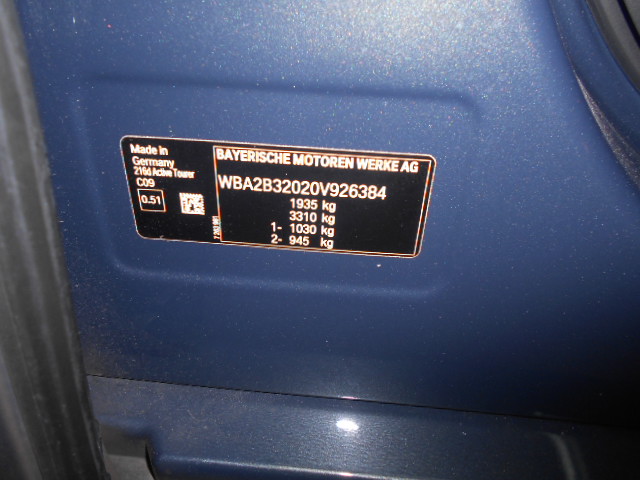 Made in
Germany
216d Active Tourer
C09
0.51
BAYERISCHE MOTOREN WERKE AG
WBA2B32020V926384
1935 kg
3310 kg
1- 1030 kg
2- 945 kg